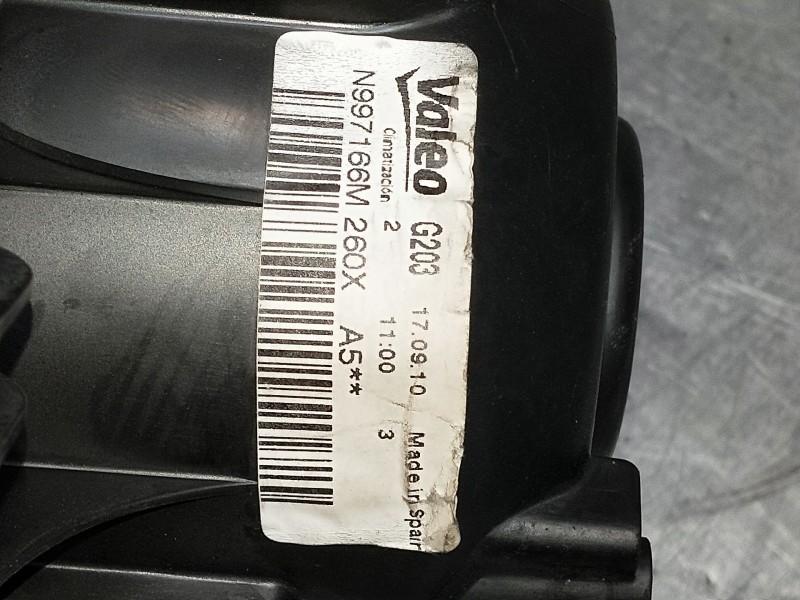 Valeo G203 17.09.10 Made in Spain
Climatización 2 11:00 3
N997166M 260X A5**